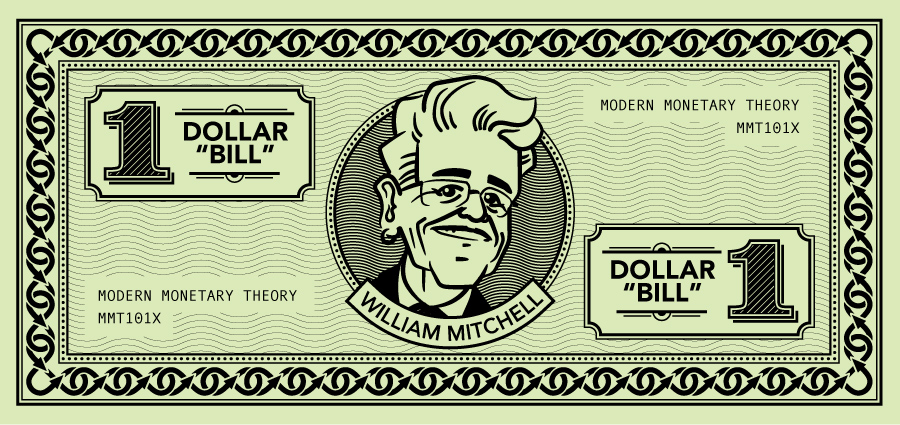 1
DOLLAR
"BILL"
MODERN MONETARY THEORY
MMT101X
WILLIAM MITCHELL
MODERN MONETARY THEORY
MMT101X
DOLLAR
"BILL"
1